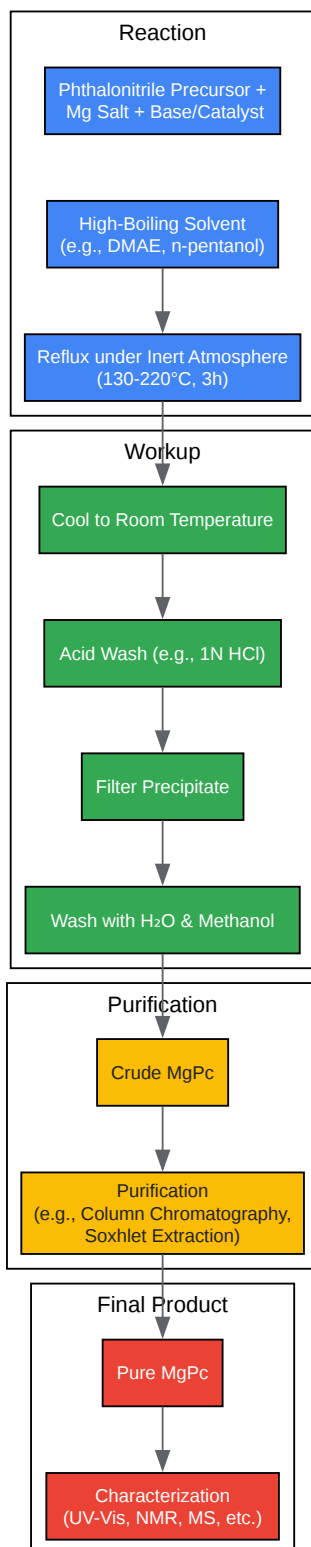 Reaction
Phthalonitrile Precursor +
Mg Salt + Base/Catalyst
High-Boiling Solvent
(e.g., DMAE, n-pentanol)
Reflux under Inert Atmosphere
(130-220°C, 3h)
Workup
Cool to Room Temperature
Acid Wash (e.g., 1N HCl)
Filter Precipitate
Wash with H₂O & Methanol
Purification
Crude MgPc
Purification
(e.g., Column Chromatography,
Soxhlet Extraction)
Final Product
Pure MgPc
Characterization
(UV-Vis, NMR, MS, etc.)